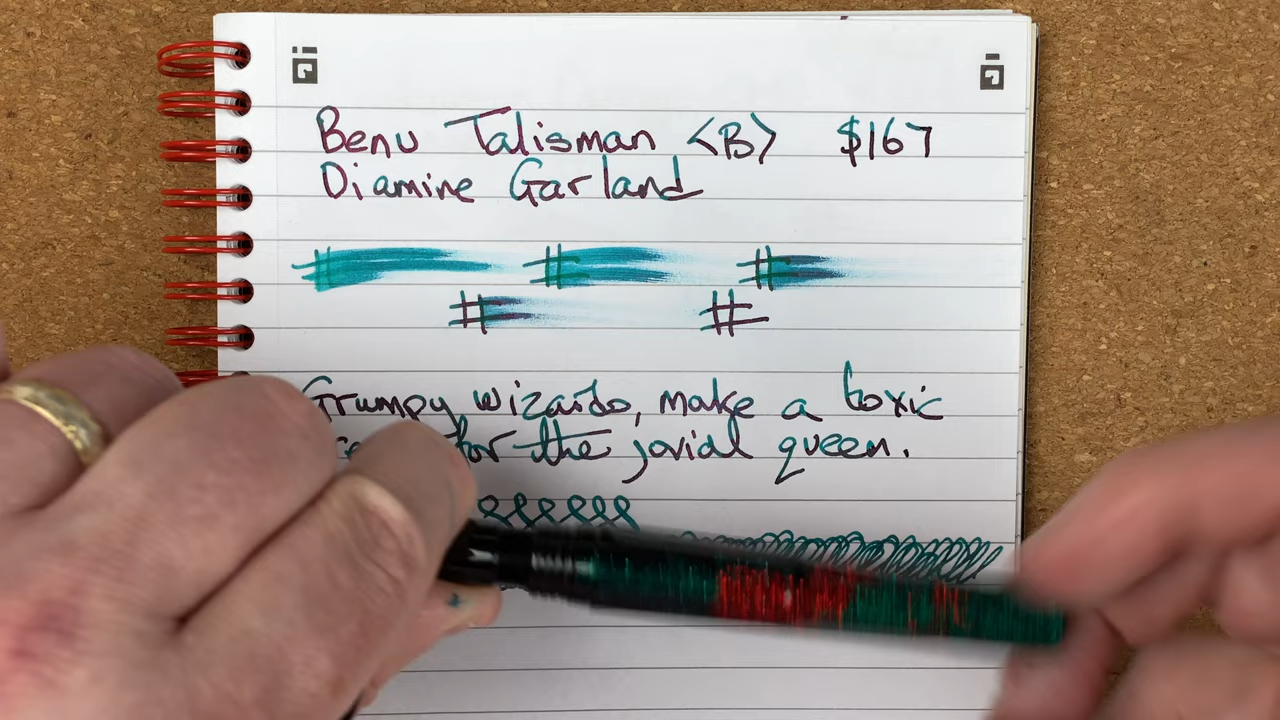 Benu Talisman <B> $167
Diamine Garland
# # #
# #
Grumpy wizards, make a toxic
for the jovial queen.